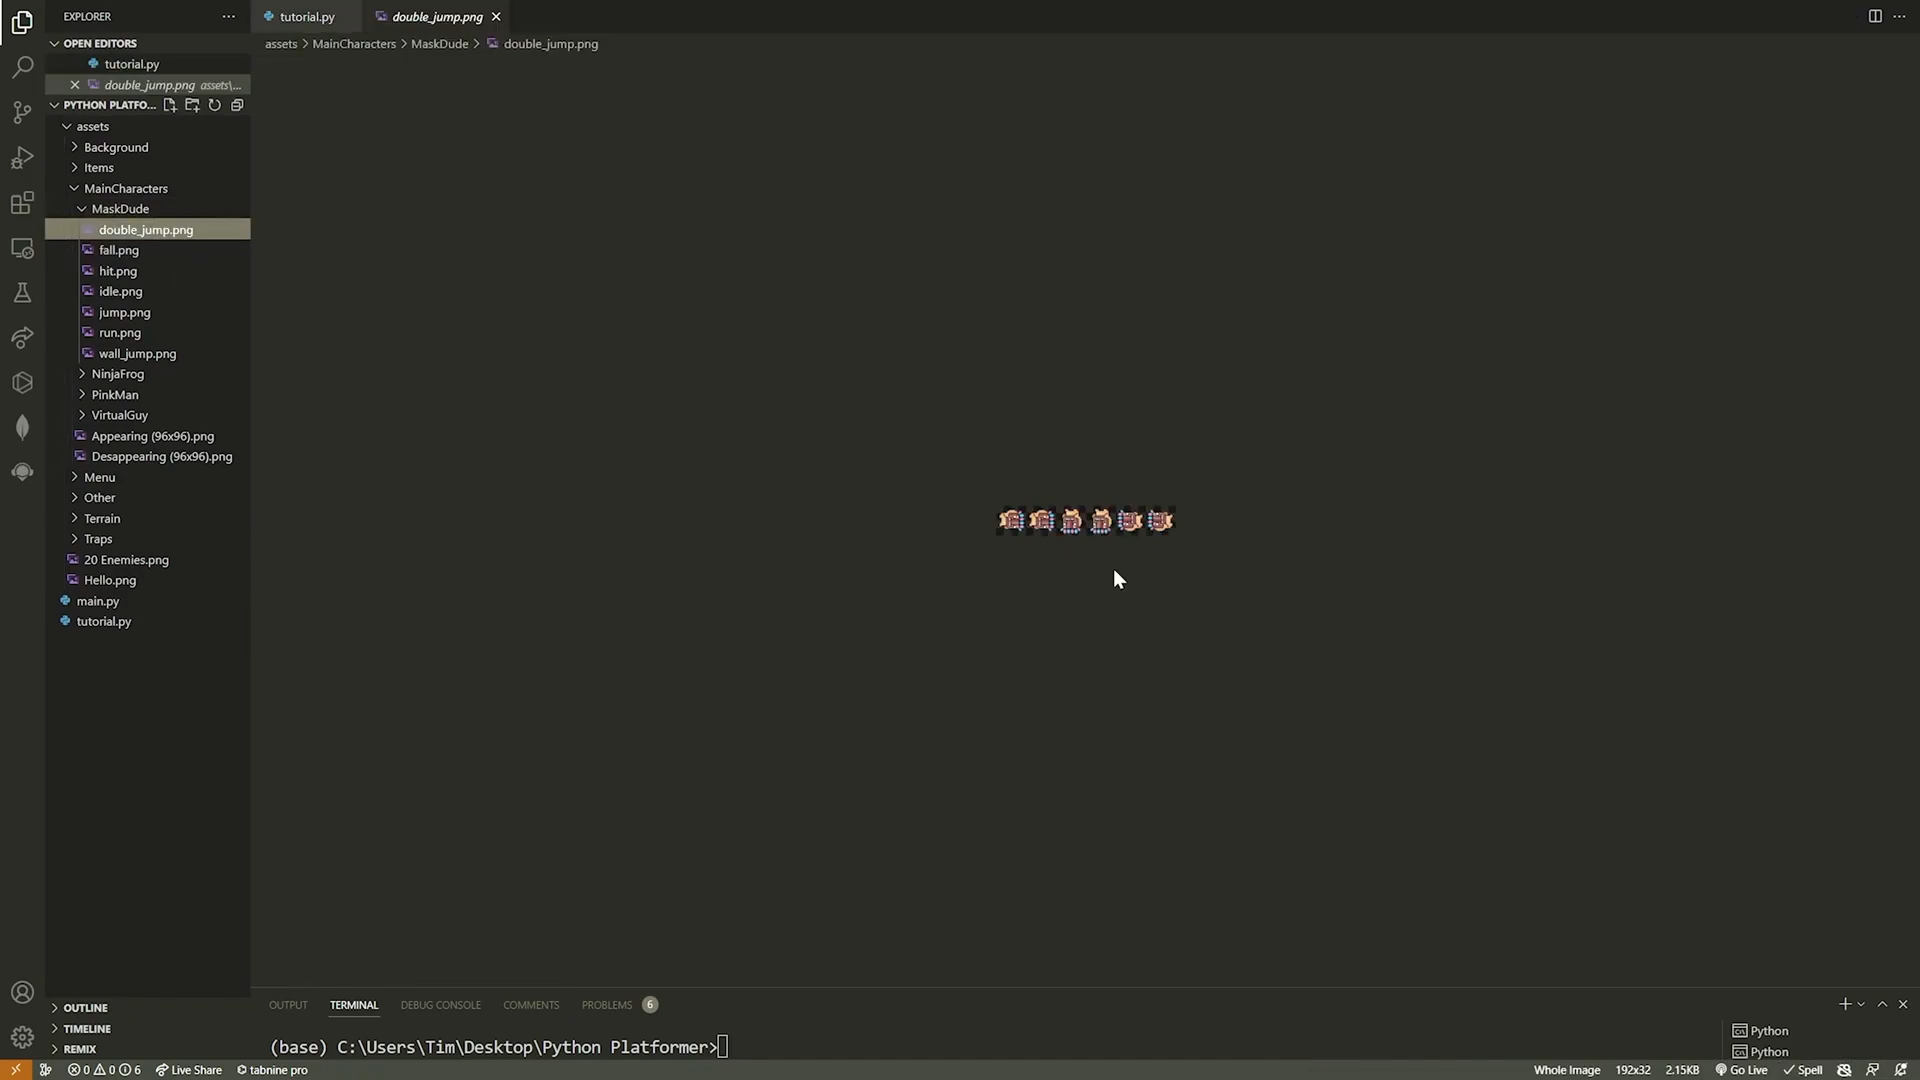 EXPLORER
tutorial.py
double_jump.png
assets > MainCharacters > MaskDude > double_jump.png
OPEN EDITORS
tutorial.py
double_jump.png assets\...
PYTHON PLATFO...
assets
Background
Items
MainCharacters
MaskDude
double_jump.png
fall.png
hit.png
idle.png
jump.png
run.png
wall_jump.png
NinjaFrog
PinkMan
VirtualGuy
Appearing (96x96).png
Desappearing (96x96).png
Menu
Other
Terrain
Traps
20 Enemies.png
Hello.png
main.py
tutorial.py
OUTLINE
TIMELINE
REMIX
OUTPUT TERMINAL DEBUG CONSOLE COMMENTS PROBLEMS 6
(base) C:\Users\Tim\Desktop\Python Platformer>
Python
Python
0 0 6 Live Share tabnine pro Whole Image 192x32 2.15KB Go Live Spell